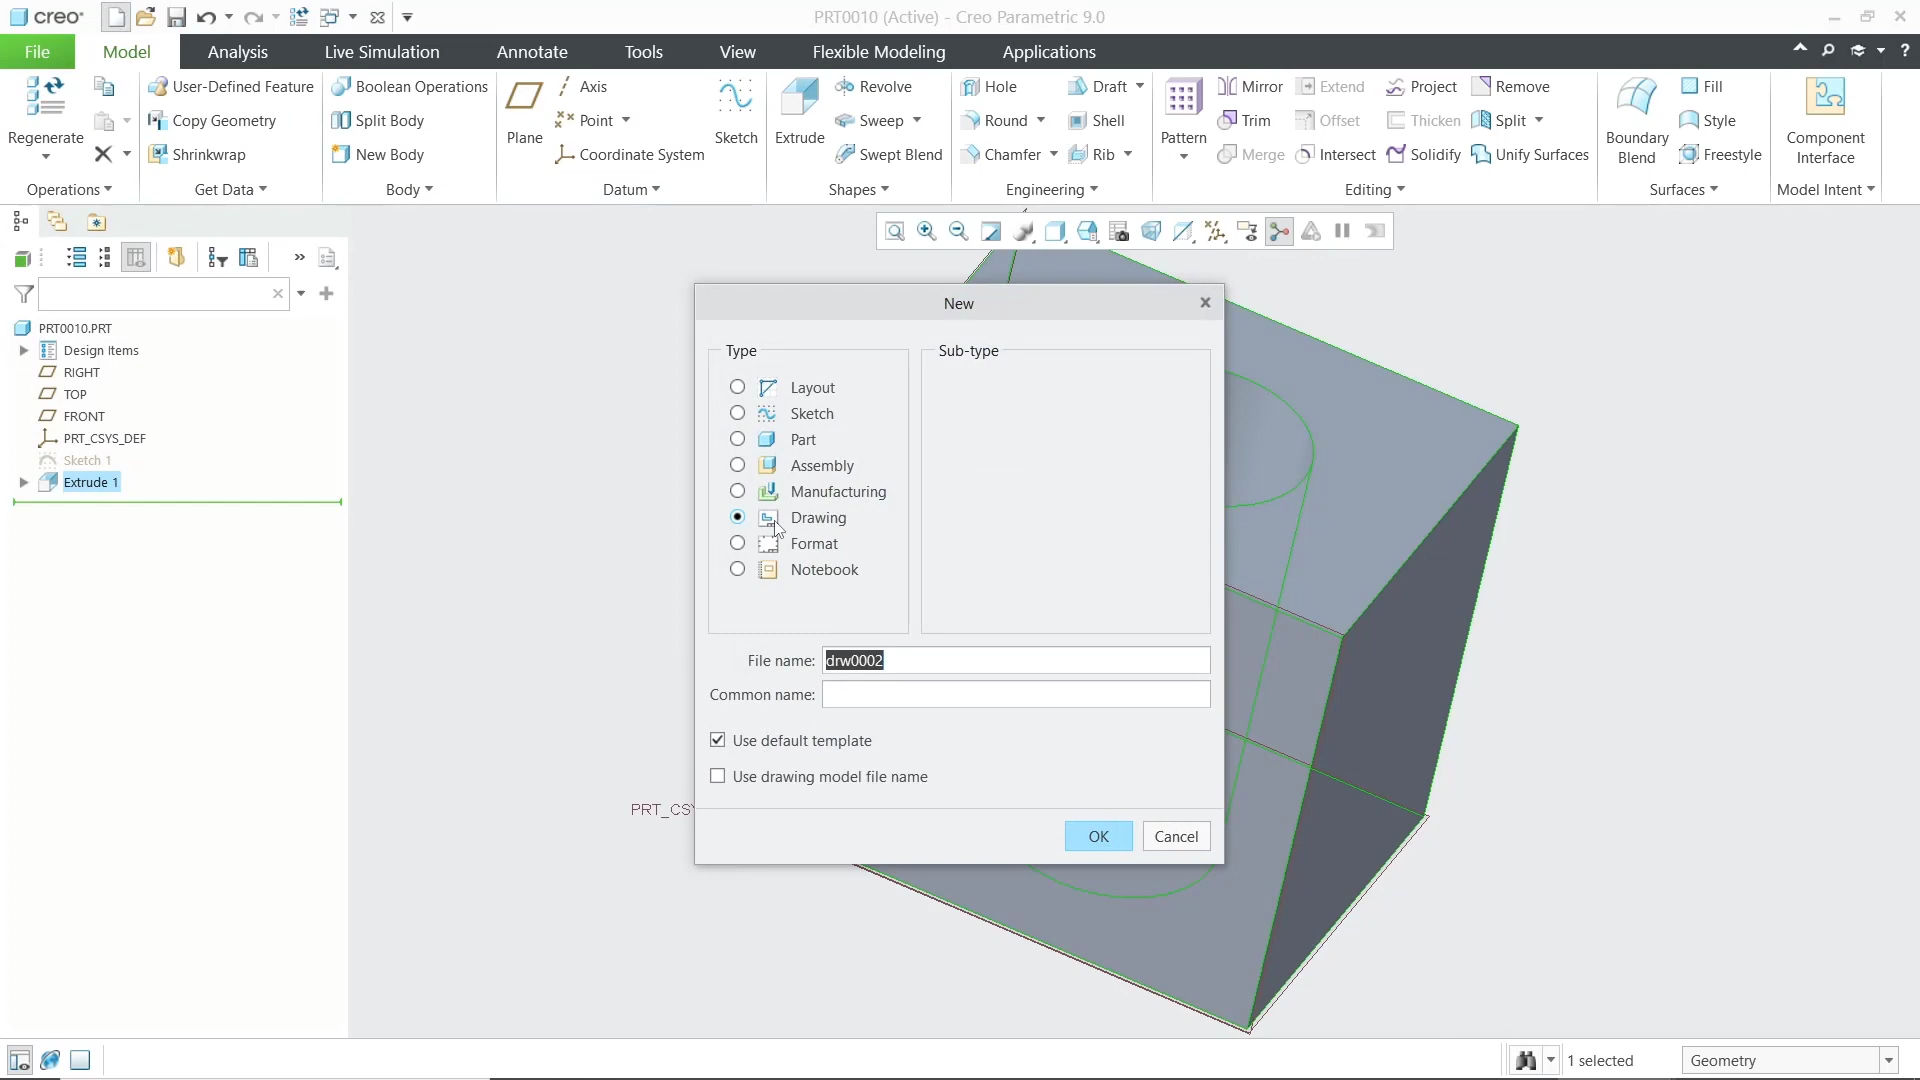 creo
PRT0010 (Active) - Creo Parametric 9.0
File Model Analysis Live Simulation Annotate Tools View Flexible Modeling Applications
?
Regenerate
User-Defined Feature
Copy Geometry
Shrinkwrap
Boolean Operations
Split Body
New Body
Plane
Axis
Point
Coordinate System
Sketch
Extrude
Revolve
Sweep
Swept Blend
Hole
Round
Chamfer
Draft
Shell
Rib
Pattern
Mirror
Trim
Merge
Extend
Offset
Intersect
Project
Thicken
Solidify
Remove
Split
Unify Surfaces
Boundary
Blend
Fill
Style
Freestyle
Component
Interface
Operations Get Data Body Datum Shapes Engineering Editing Surfaces Model Intent
PRT0010.PRT
Design Items
RIGHT
TOP
FRONT
PRT_CSYS_DEF
Sketch 1
Extrude 1
New
Type
Layout
Sketch
Part
Assembly
Manufacturing
Drawing
Format
Notebook
Sub-type
File name: drw0002
Common name:
Use default template
Use drawing model file name
OK Cancel
PRT_CSY
1 selected
Geometry